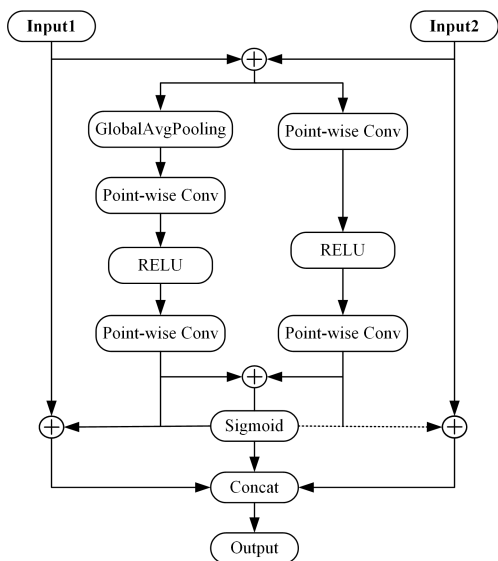 Input1
Input2
GlobalAvgPooling
Point-wise Conv
Point-wise Conv
RELU
RELU
Point-wise Conv
Point-wise Conv
Sigmoid
Concat
Output